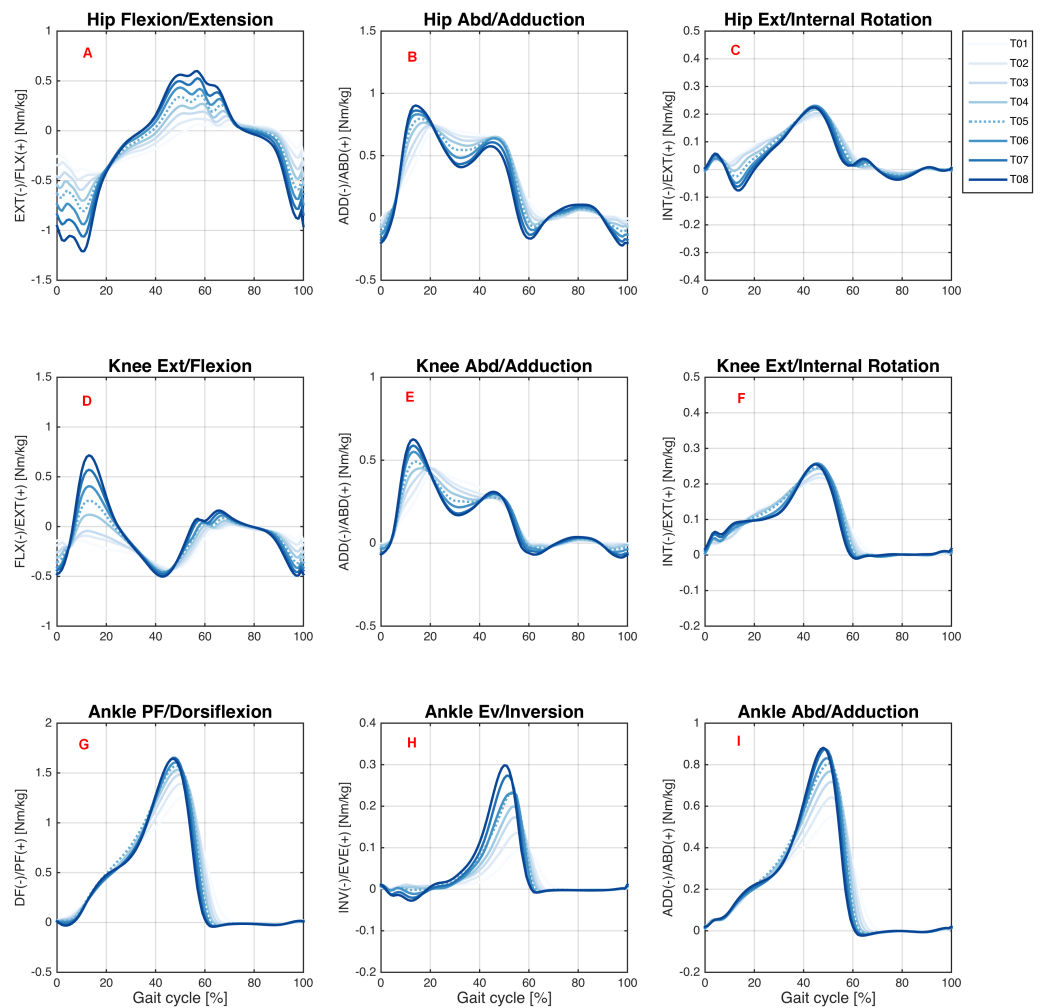 Hip Flexion/Extension
Hip Abd/Adduction
Hip Ext/Internal Rotation
A
B
C
EXT(-)/FLX(+) [Nm/kg]
1
0.5
0
-0.5
-1
-1.5
0 20 40 60 80 100
ADD(-)/ABD(+) [Nm/kg]
1.5
1
0.5
0
-0.5
0 20 40 60 80 100
INT(-)/EXT(+) [Nm/kg]
0.5
0.4
0.3
0.2
0.1
0
-0.1
-0.2
-0.3
-0.4
0 20 40 60 80 100
T01
T02
T03
T04
T05
T06
T07
T08
Knee Ext/Flexion
Knee Abd/Adduction
Knee Ext/Internal Rotation
D
E
F
FLX(-)/EXT(+) [Nm/kg]
1.5
1
0.5
0
-0.5
-1
0 20 40 60 80 100
ADD(-)/ABD(+) [Nm/kg]
1
0.5
0
-0.5
0 20 40 60 80 100
INT(-)/EXT(+) [Nm/kg]
0.5
0.4
0.3
0.2
0.1
0
-0.1
-0.2
0 20 40 60 80 100
Ankle PF/Dorsiflexion
Ankle Ev/Inversion
Ankle Abd/Adduction
G
H
I
DF(-)/PF(+) [Nm/kg]
2
1.5
1
0.5
0
-0.5
0 20 40 60 80 100
Gait cycle [%]
INV(-)/EVE(+) [Nm/kg]
0.4
0.3
0.2
0.1
0
-0.1
-0.2
0 20 40 60 80 100
Gait cycle [%]
ADD(-)/ABD(+) [Nm/kg]
1
0.8
0.6
0.4
0.2
0
-0.2
0 20 40 60 80 100
Gait cycle [%]